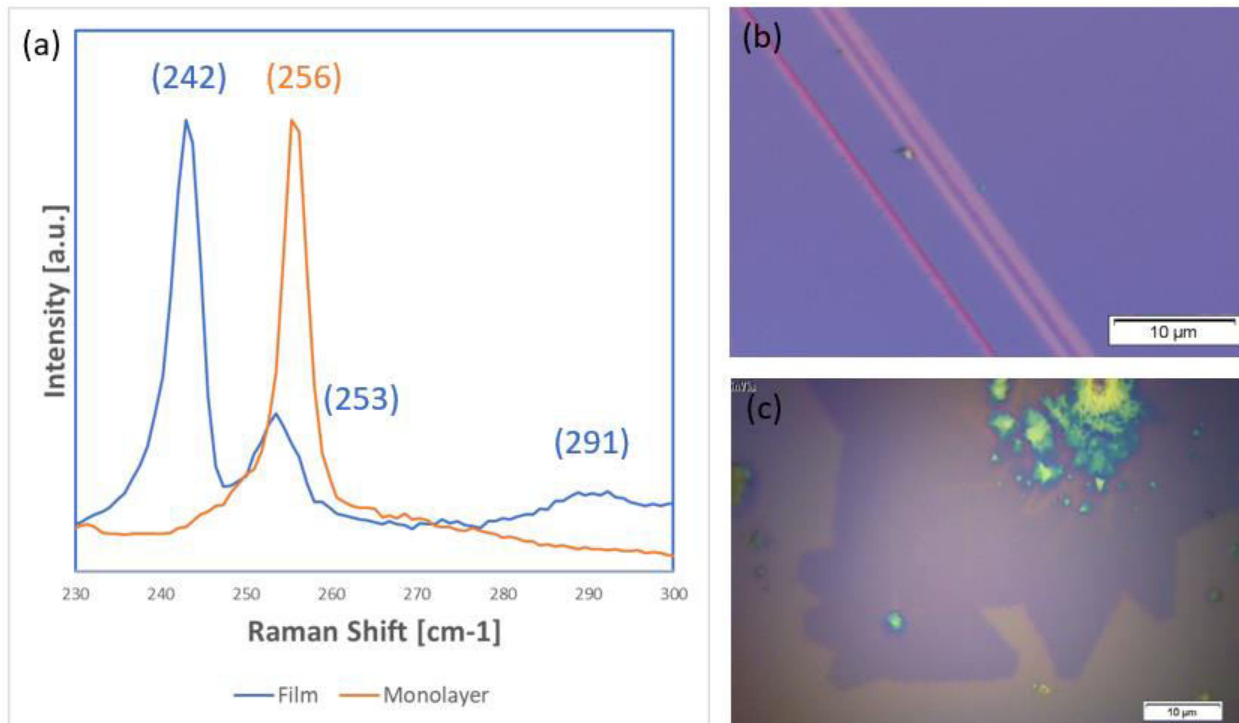 (a)
(242)
(256)
(253)
(291)
Intensity [a.u.]
230
240
250
260
270
280
290
300
Raman Shift [cm-1]
Film
Monolayer
(b)
10 µm
(c)
10 µm